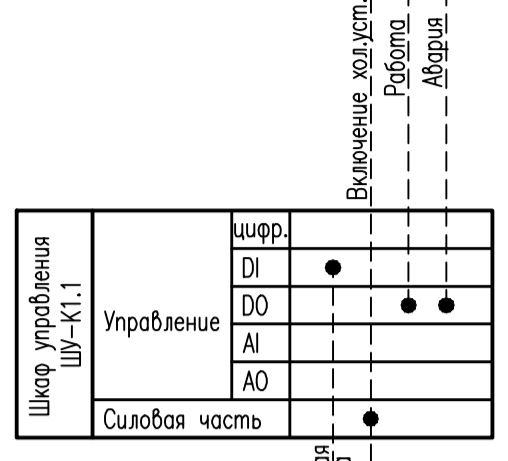 Включение хол.уст.
Работа
Авария
Шкаф управления
ШУ-К1.1
Управление
цифр.
DI
DO
AI
AO
Силовая часть